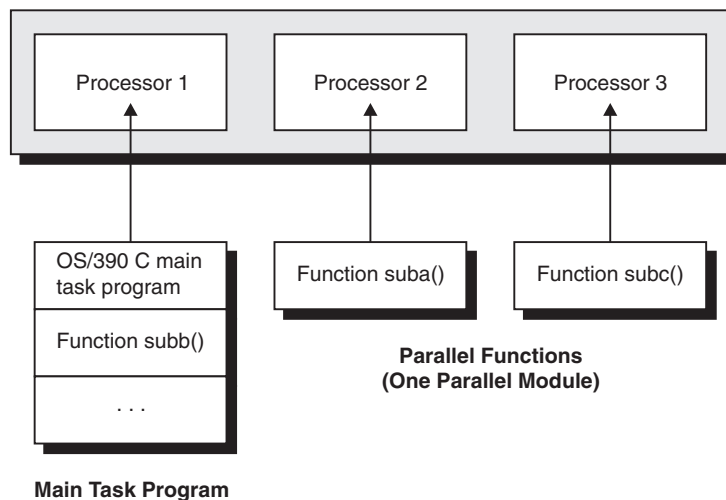 Processor 1
Processor 2
Processor 3
OS/390 C main
task program
Function subb()
. . .
Function suba()
Function subc()
Parallel Functions
(One Parallel Module)
Main Task Program